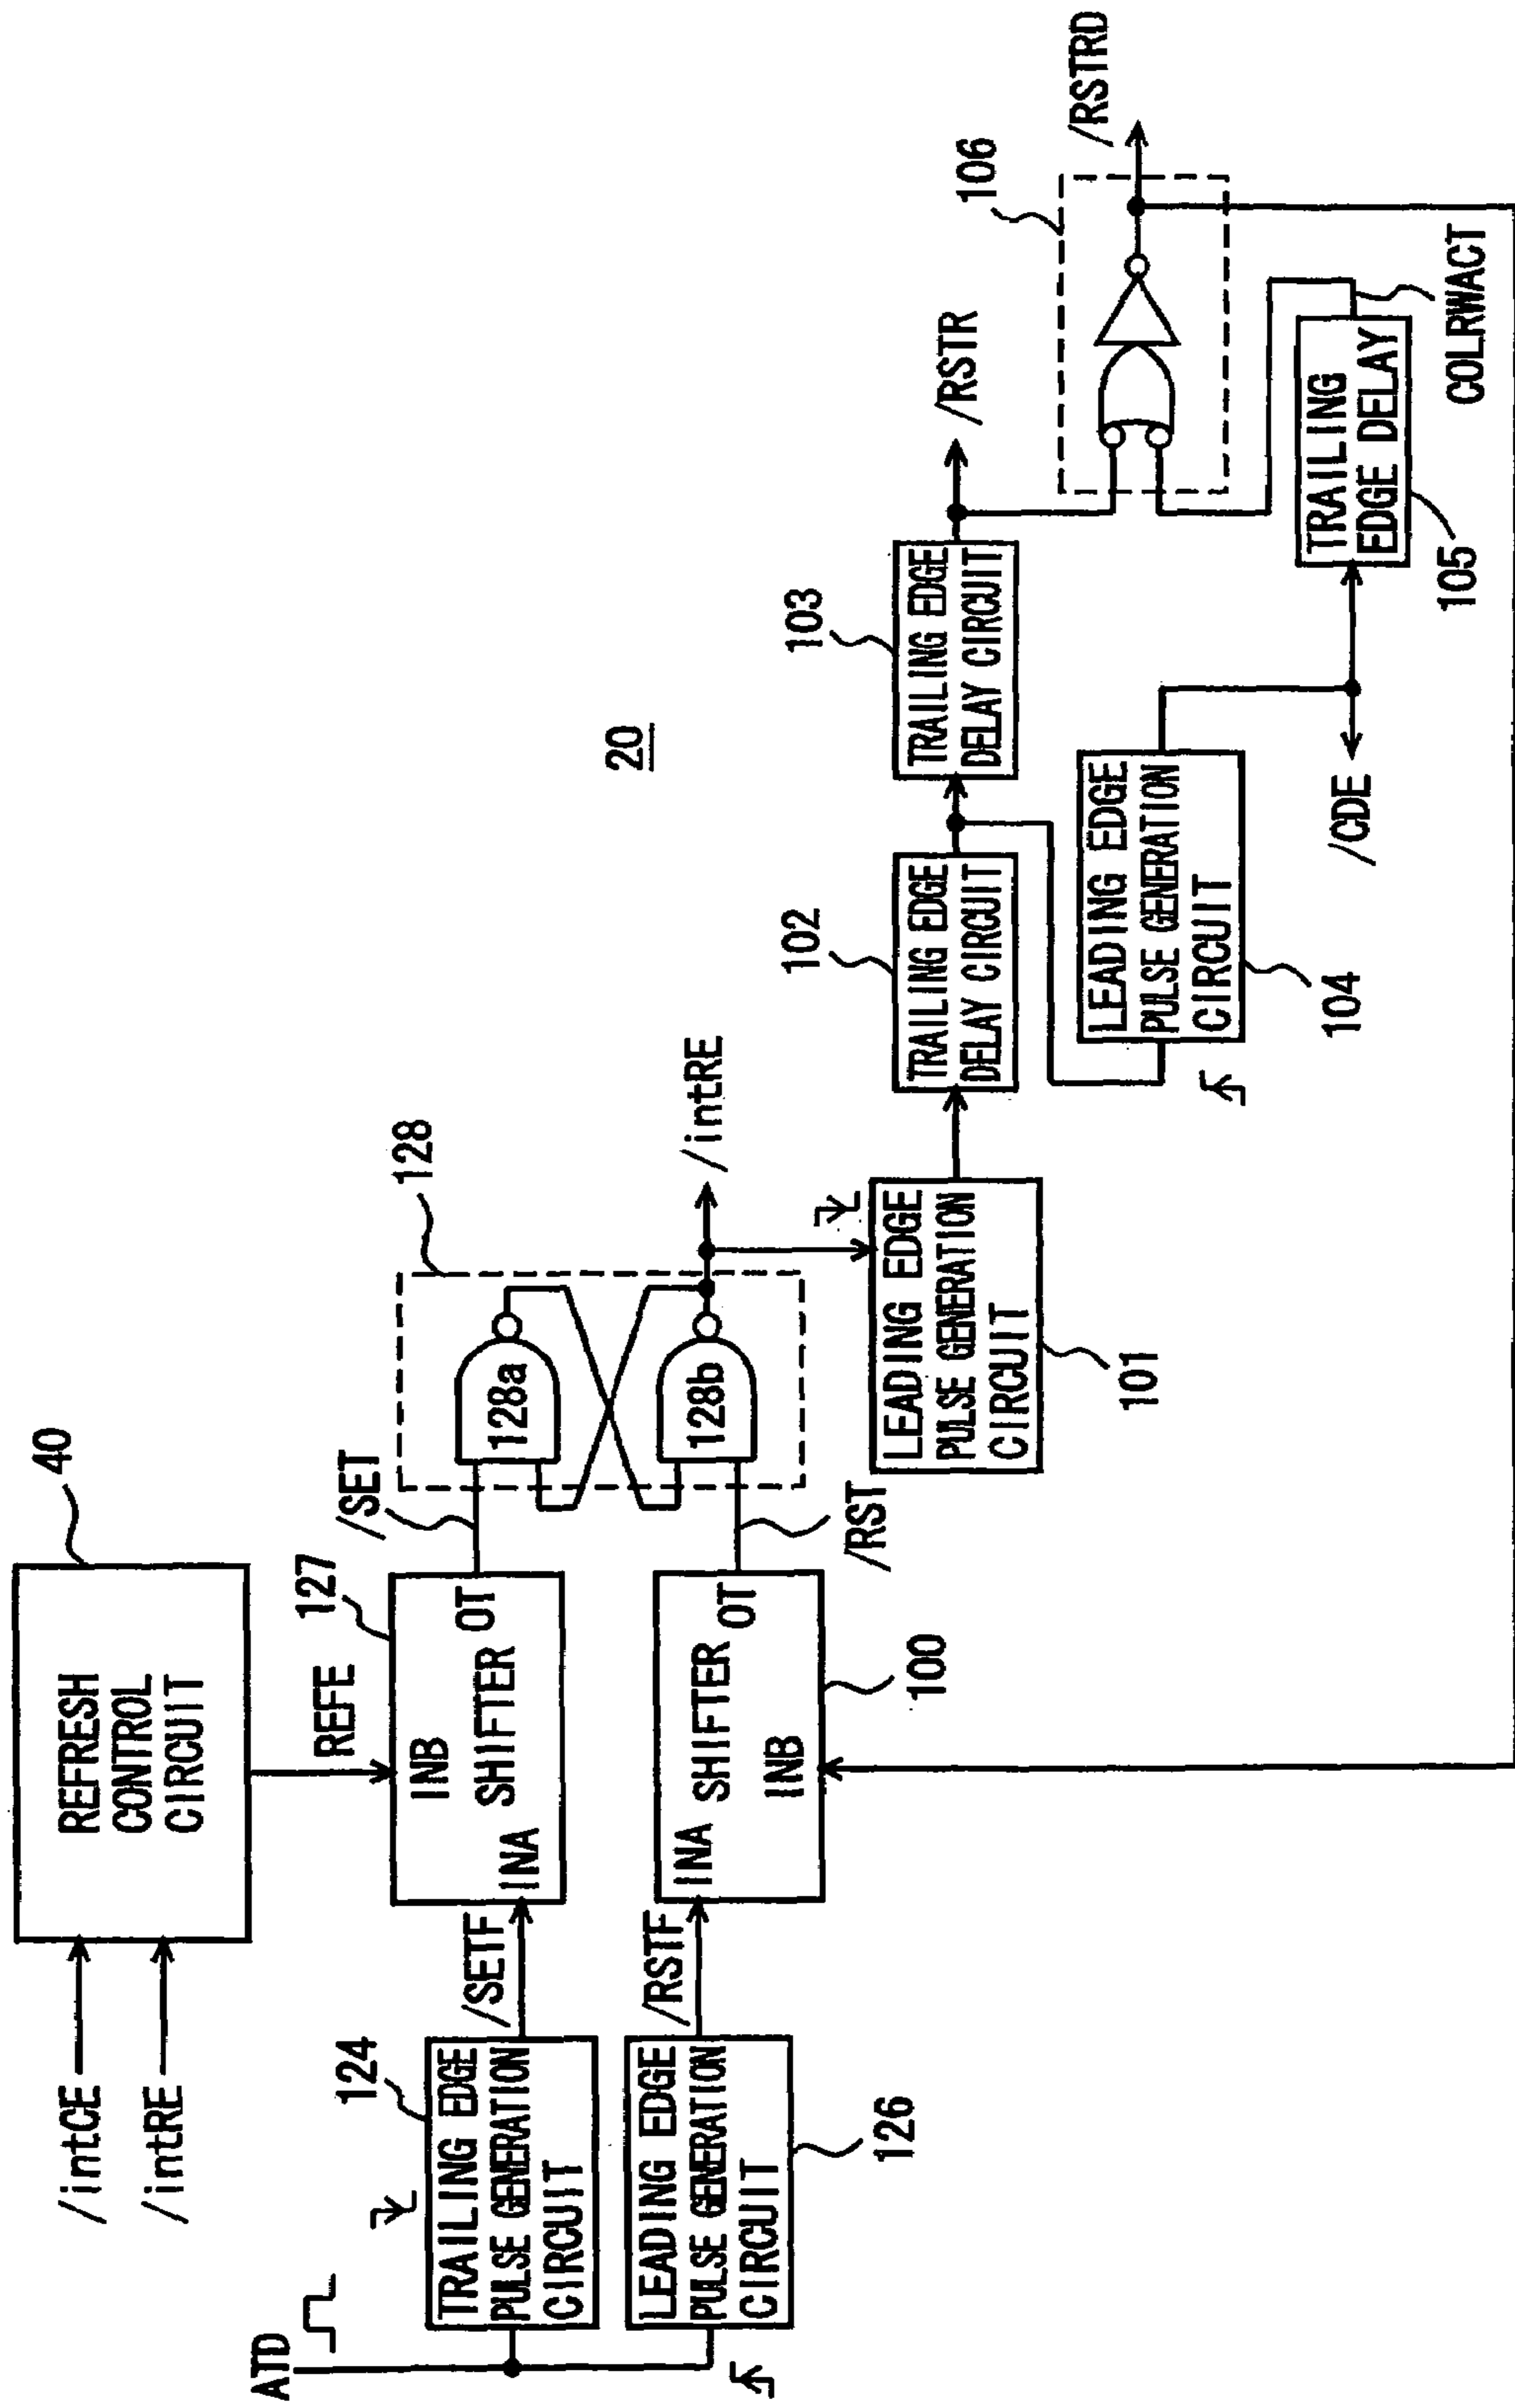 40
REFRESH
CONTROL
CIRCUIT
/intCE
/intRE
127
REFE
/SET
128
INB
SHIFTER
OT
INA
128a
128b
/intRE
124
/SETF
ATD
TRAILING EDGE
PULSE GENERATION
CIRCUIT
/RSTF
LEADING EDGE
PULSE GENERATION
CIRCUIT
126
INA
SHIFTER
OT
INB
100
/RST
20
LEADING EDGE
PULSE GENERATION
CIRCUIT
101
102
TRAILING EDGE
DELAY CIRCUIT
103
TRAILING EDGE
DELAY CIRCUIT
/RSTR
LEADING EDGE
PULSE GENERATION
CIRCUIT
104
/CDE
106
/RSTRD
TRAILING
EDGE DELAY
105
COLRWACT